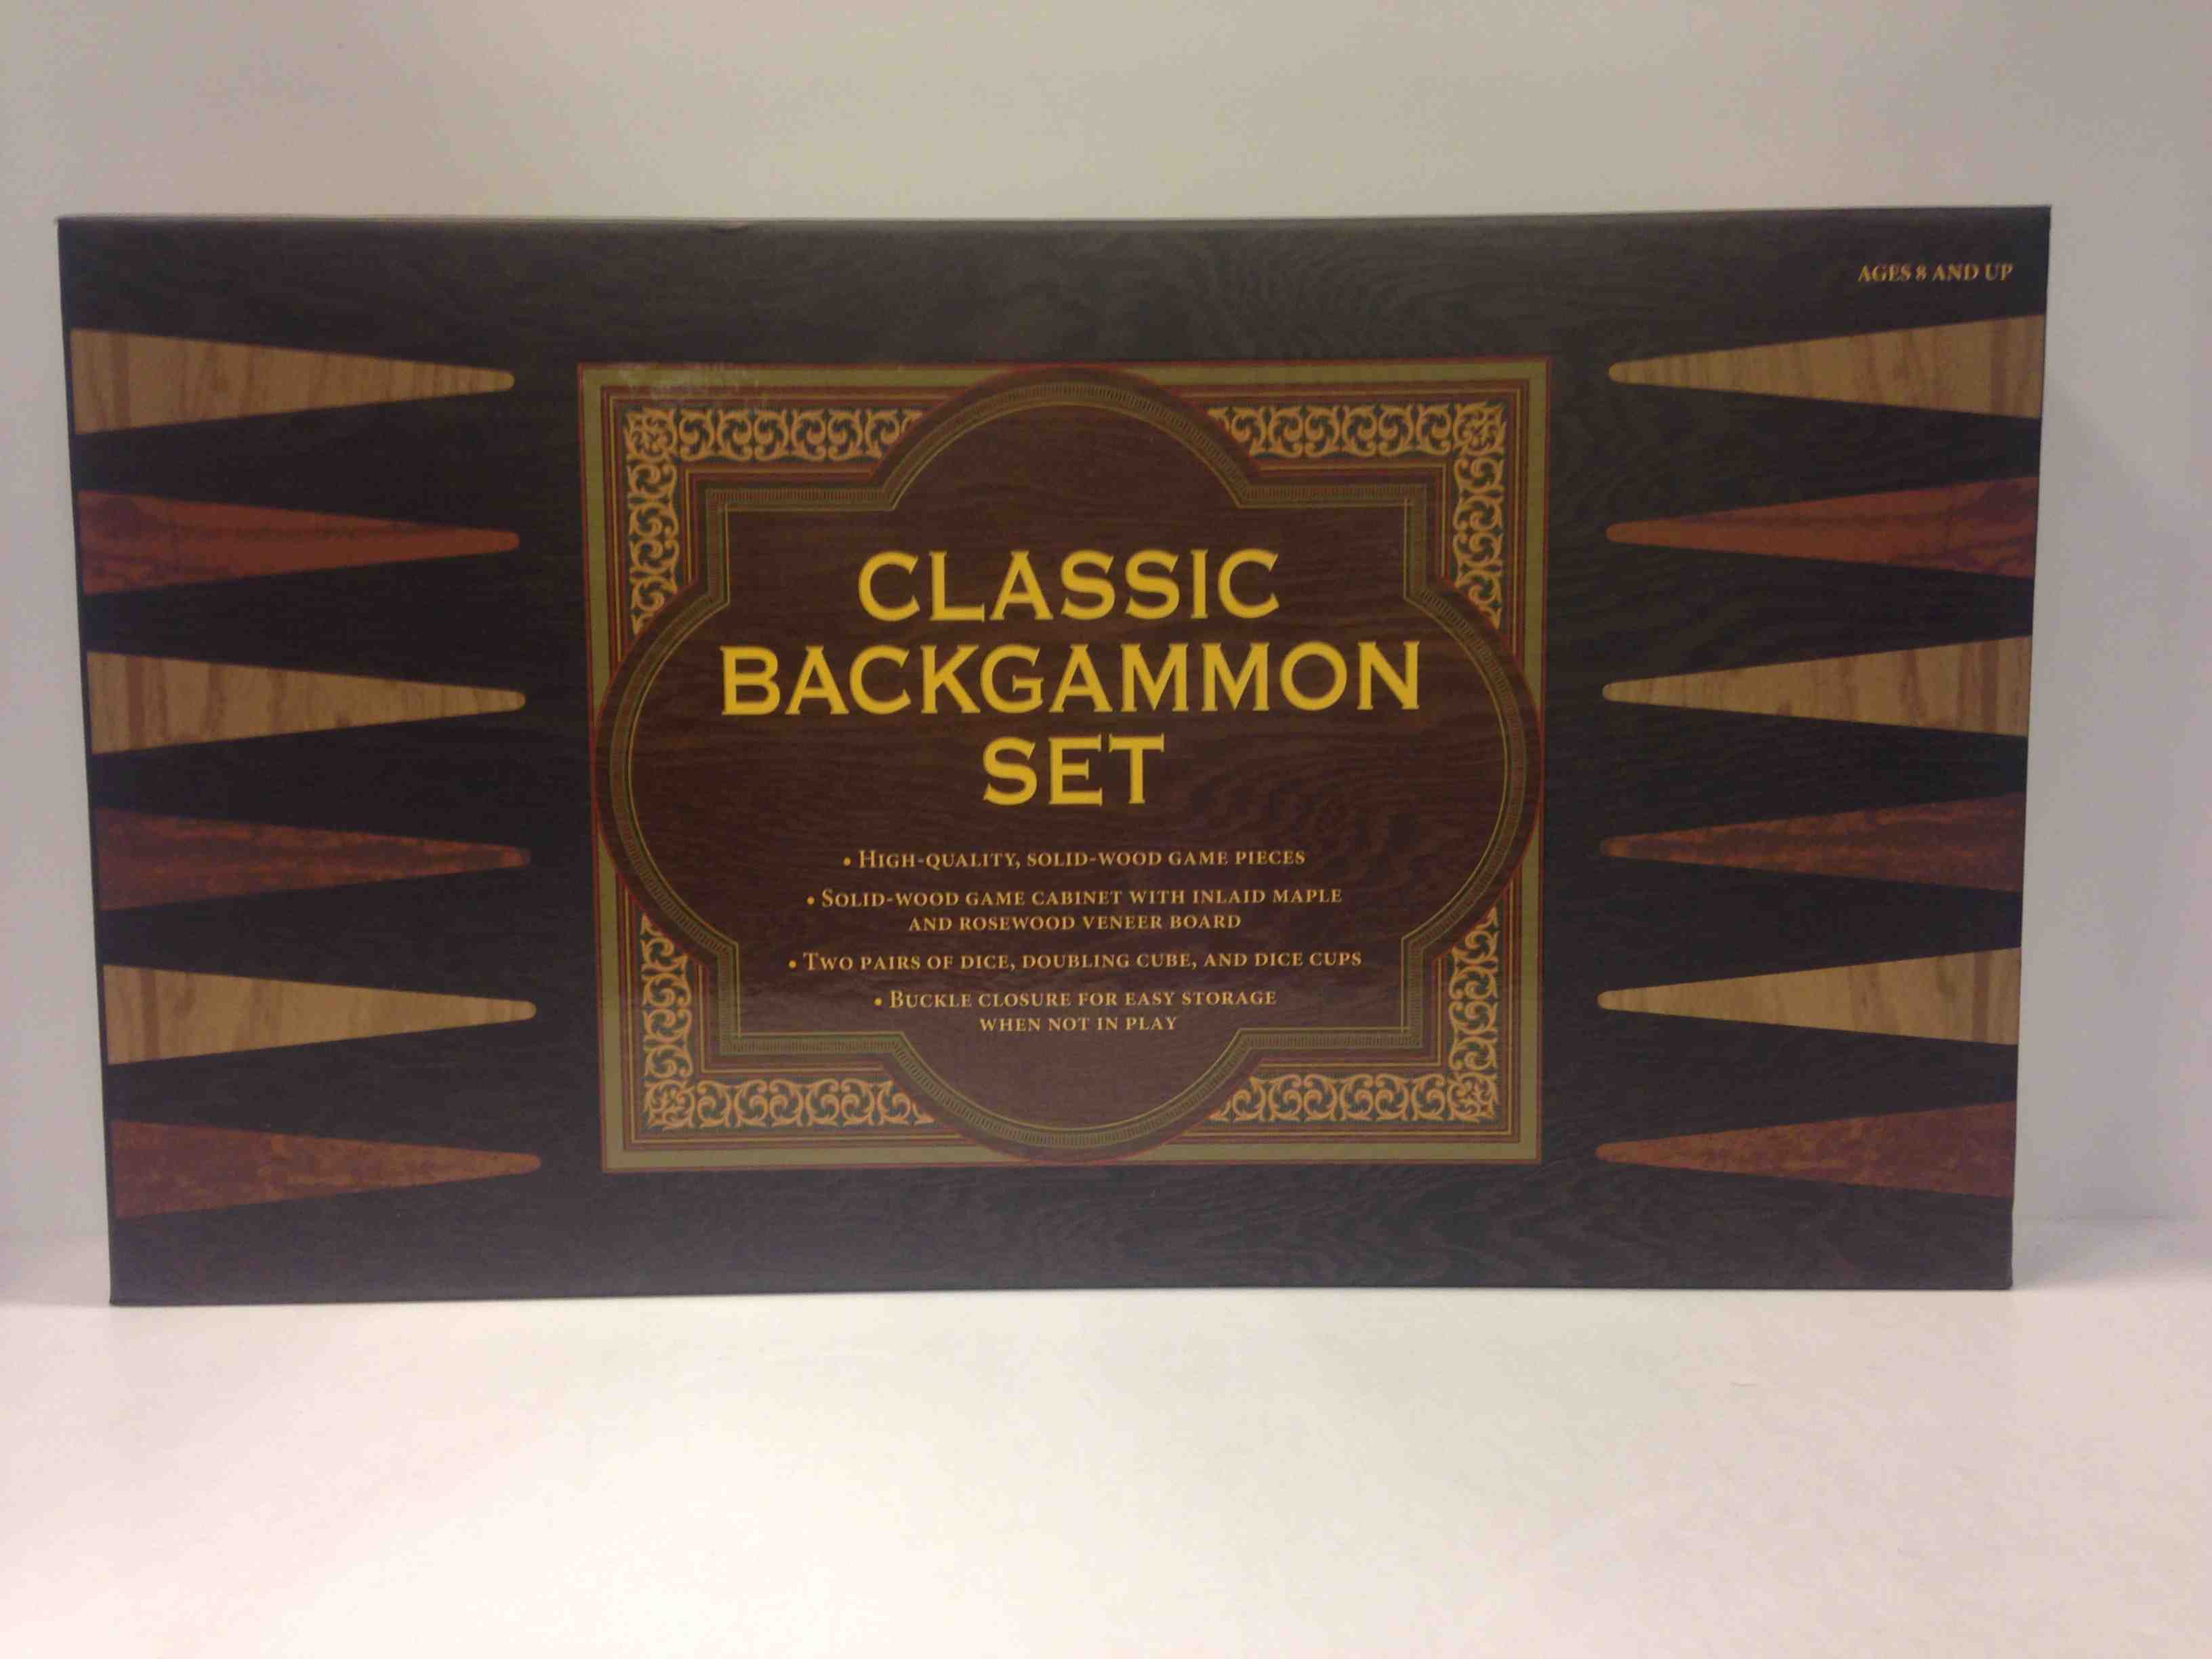 AGES 8 AND UP
CLASSIC
BACKGAMMON
SET
• HIGH-QUALITY, SOLID-WOOD GAME PIECES
• SOLID-WOOD GAME CABINET WITH INLAID MAPLE
AND ROSEWOOD VENEER BOARD
• TWO PAIRS OF DICE, DOUBLING CUBE, AND DICE CUPS
• BUCKLE CLOSURE FOR EASY STORAGE
WHEN NOT IN PLAY